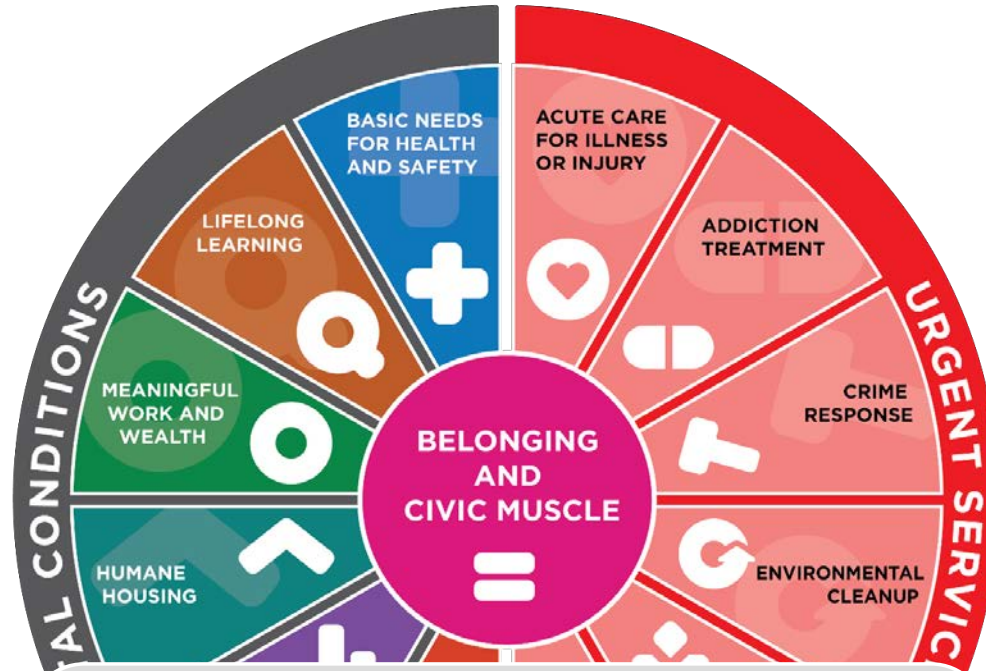 BASIC NEEDS
FOR HEALTH
AND SAFETY
ACUTE CARE
FOR ILLNESS
OR INJURY
LIFELONG
LEARNING
ADDICTION
TREATMENT
MEANINGFUL
WORK AND
WEALTH
CRIME
RESPONSE
BELONGING
AND
CIVIC MUSCLE
HUMANE
HOUSING
ENVIRONMENTAL
CLEANUP
TAL CONDITIONS
URGENT SERVIC